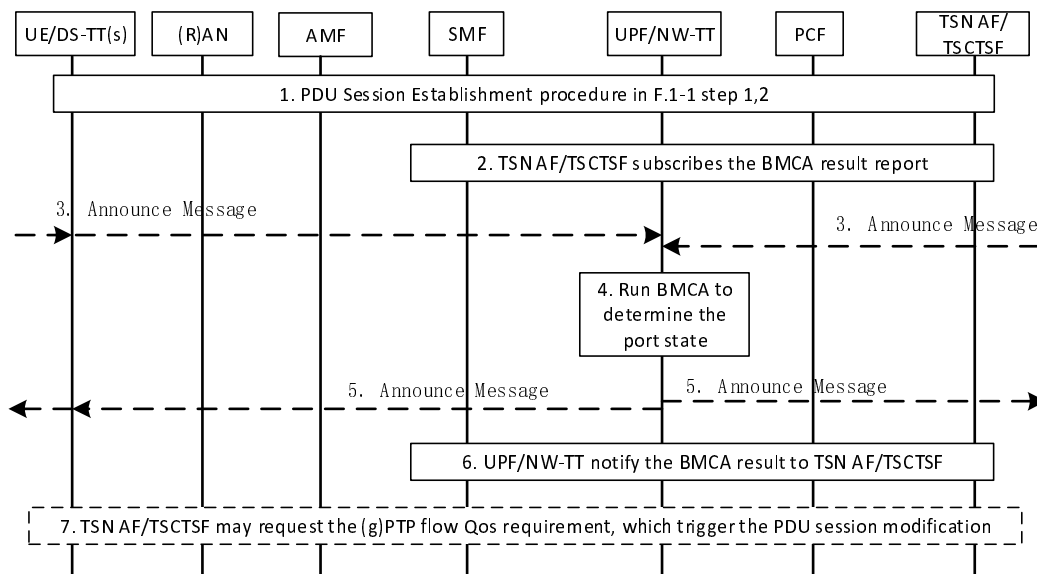 UE/DS-TT(s)
(R)AN
AMF
SMF
UPF/NW-TT
PCF
TSN AF/
TSCTSF
1. PDU Session Establishment procedure in F.1-1 step 1,2
2. TSN AF/TSCTSF subscribes the BMCA result report
3. Announce Message
3. Announce Message
4. Run BMCA to
determine the
port state
5. Announce Message
5. Announce Message
6. UPF/NW-TT notify the BMCA result to TSN AF/TSCTSF
7. TSN AF/TSCTSF may request the (g)PTP flow Qos requirement, which trigger the PDU session modification